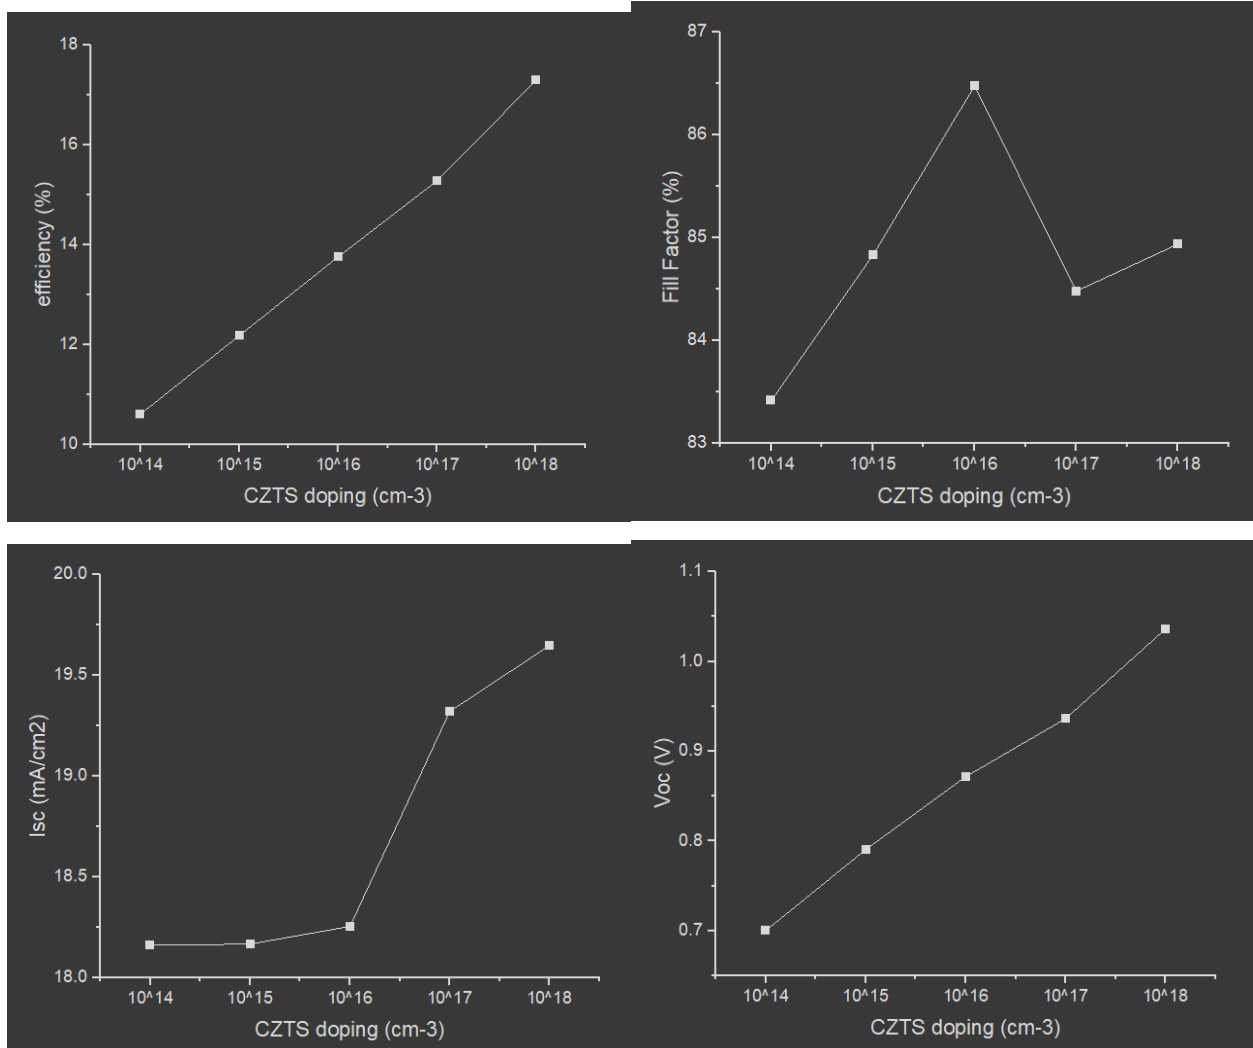 18
16
14
12
10
efficiency (%)
10^14 10^15 10^16 10^17 10^18
CZTS doping (cm-3)
87
86
85
84
83
Fill Factor (%)
10^14 10^15 10^16 10^17 10^18
CZTS doping (cm-3)
20.0
19.5
19.0
18.5
18.0
Isc (mA/cm2)
10^14 10^15 10^16 10^17 10^18
CZTS doping (cm-3)
1.1
1.0
0.9
0.8
0.7
Voc (V)
10^14 10^15 10^16 10^17 10^18
CZTS doping (cm-3)